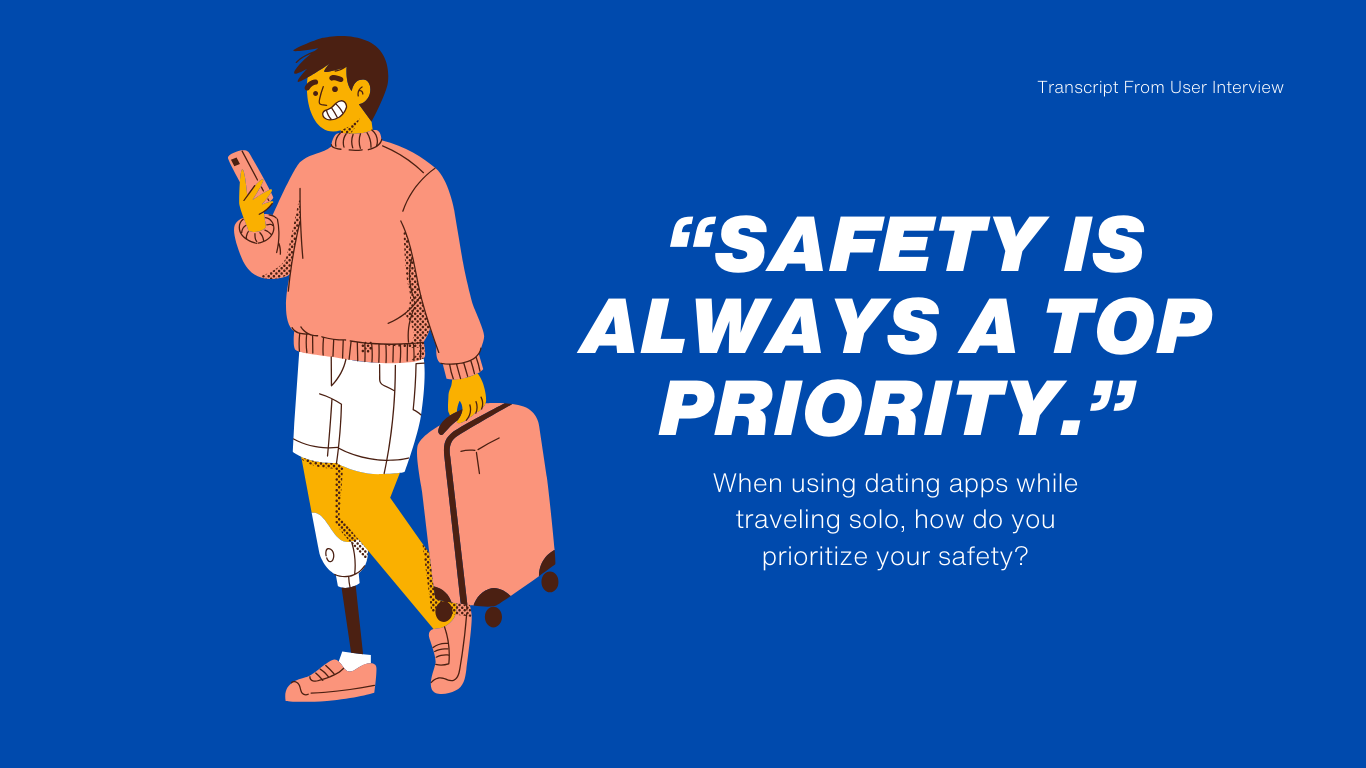 Transcript From User Interview
“SAFETY IS
ALWAYS A TOP
PRIORITY.”
When using dating apps while
traveling solo, how do you
prioritize your safety?